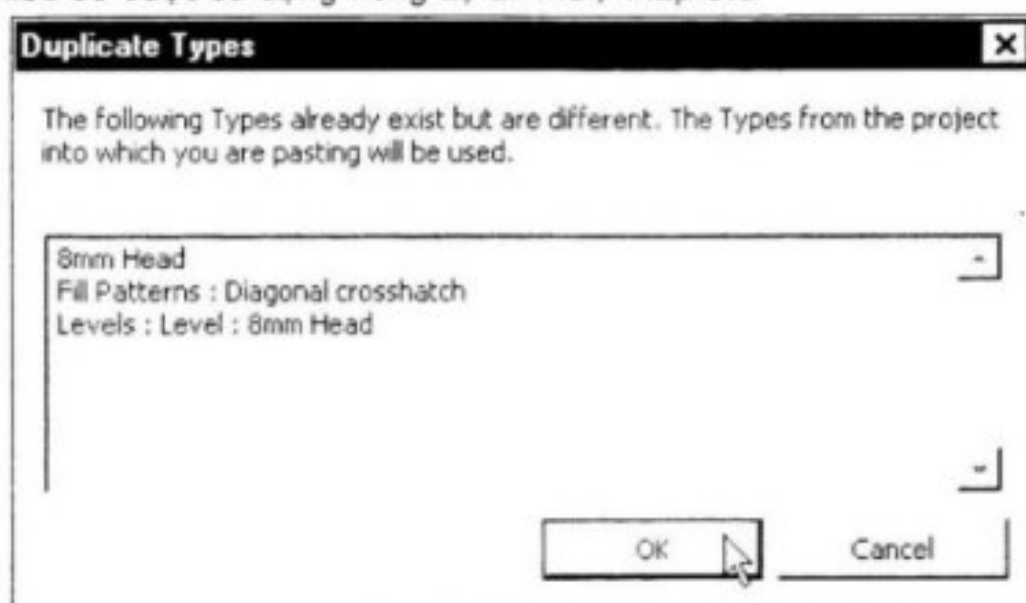 Duplicate Types
The following Types already exist but are different. The Types from the project
into which you are pasting will be used.
8mm Head
Fill Patterns : Diagonal crosshatch
Levels : Level : 8mm Head
OK
Cancel